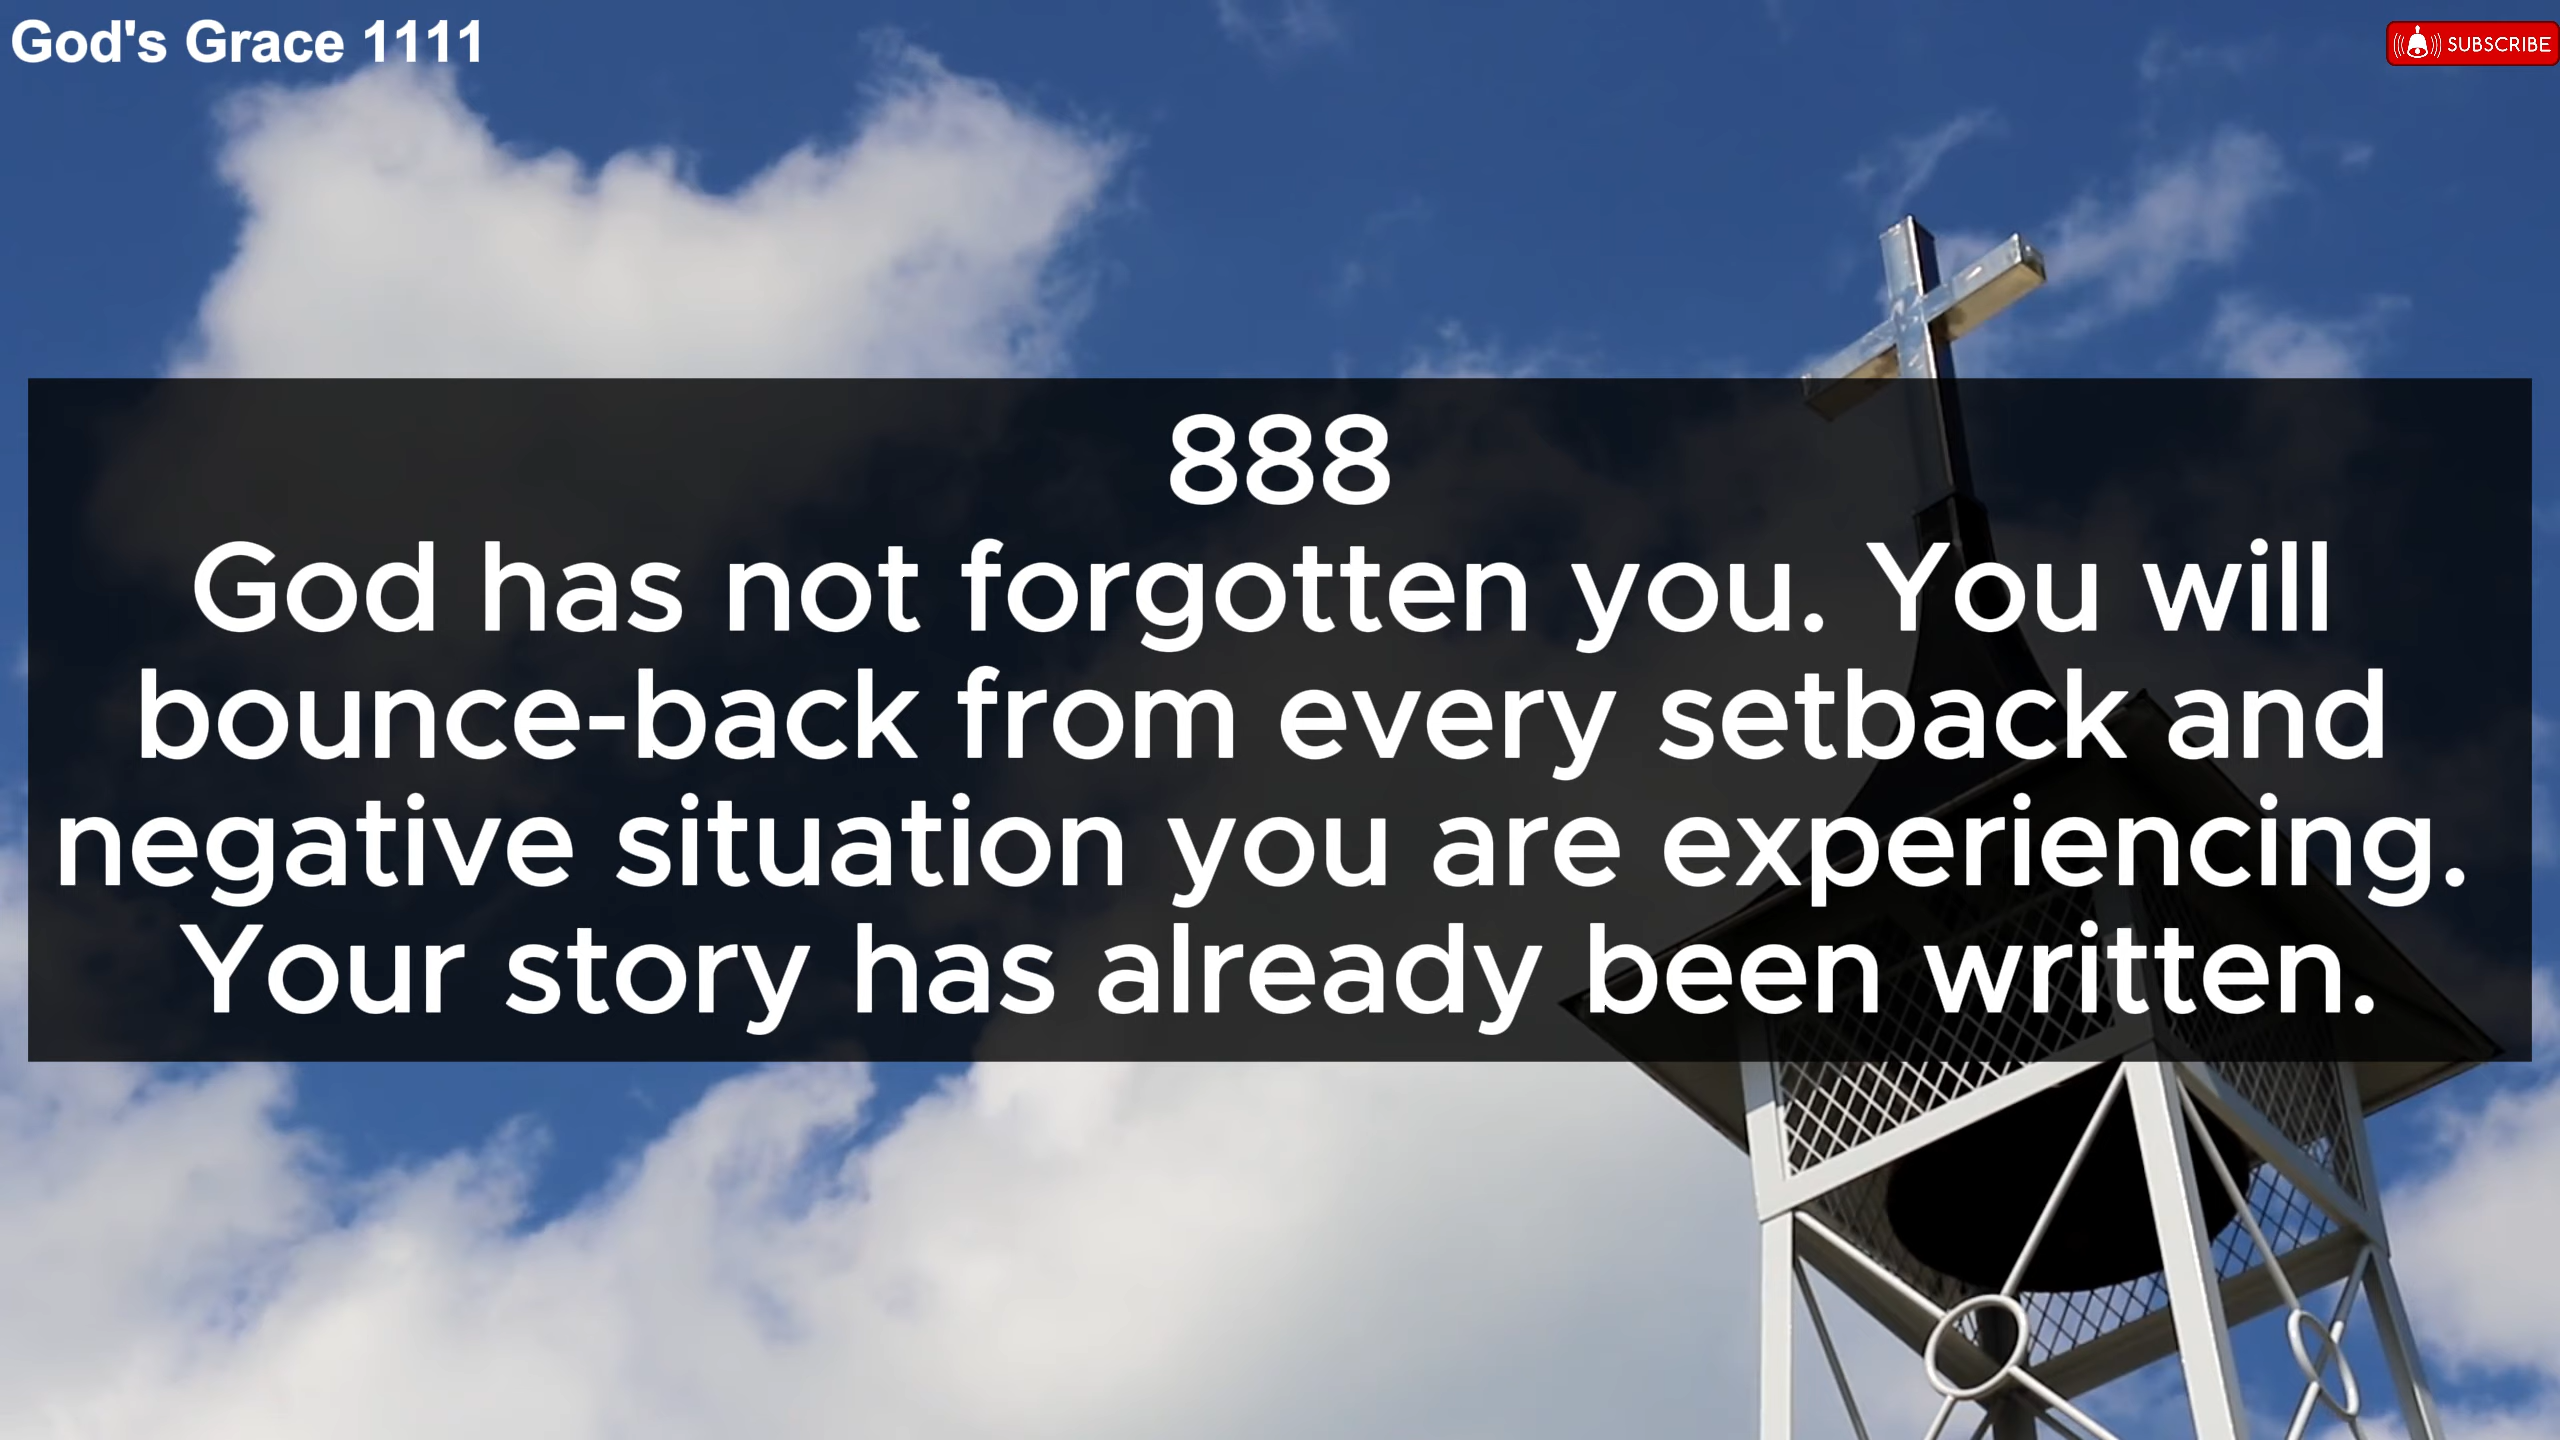 God's Grace 1111
SUBSCRIBE
888
God has not forgotten you. You will
bounce-back from every setback and
negative situation you are experiencing.
Your story has already been written.